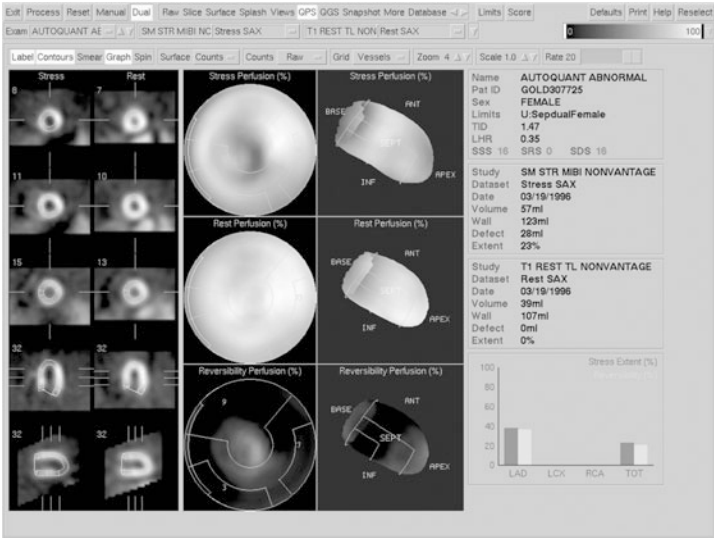 Exit Process Reset Manual Dual Raw Slice Surface Splash Views QPS QGS Snapshot More Database Limits Score Defaults Print Help Reselect
Exam AUTOQUANT AE SM STR MIBI NC Stress SAX T1 REST TL NON Rest SAX 0 100
Label Contours Smear Graph Spin Surface Counts Counts Raw Grid Vessels Zoom 4 Scale 1.0 Rate 20
Stress Rest
8 7
11 10
15 13
32 32
32 32
Stress Perfusion (%) Stress Perfusion (%)
BASE ANT SEPT INF APEX
Rest Perfusion (%) Rest Perfusion (%)
BASE ANT SEPT INF APEX
Reversibility Perfusion (%) Reversibility Perfusion (%)
9 7 3
BASE ANT SEPT INF APEX
Name AUTOQUANT ABNORMAL
Pat ID GOLD307725
Sex FEMALE
Limits U:SepdualFemale
TID 1.47
LHR 0.35
SSS 16 SRS 0 SDS 16
Study SM STR MIBI NONVANTAGE
Dataset Stress SAX
Date 03/19/1996
Volume 57ml
Wall 123ml
Defect 28ml
Extent 23%
Study T1 REST TL NONVANTAGE
Dataset Rest SAX
Date 03/19/1996
Volume 39ml
Wall 107ml
Defect 0ml
Extent 0%
Stress Extent (%)
100
80
60
40
20
0
LAD LCX RCA TOT